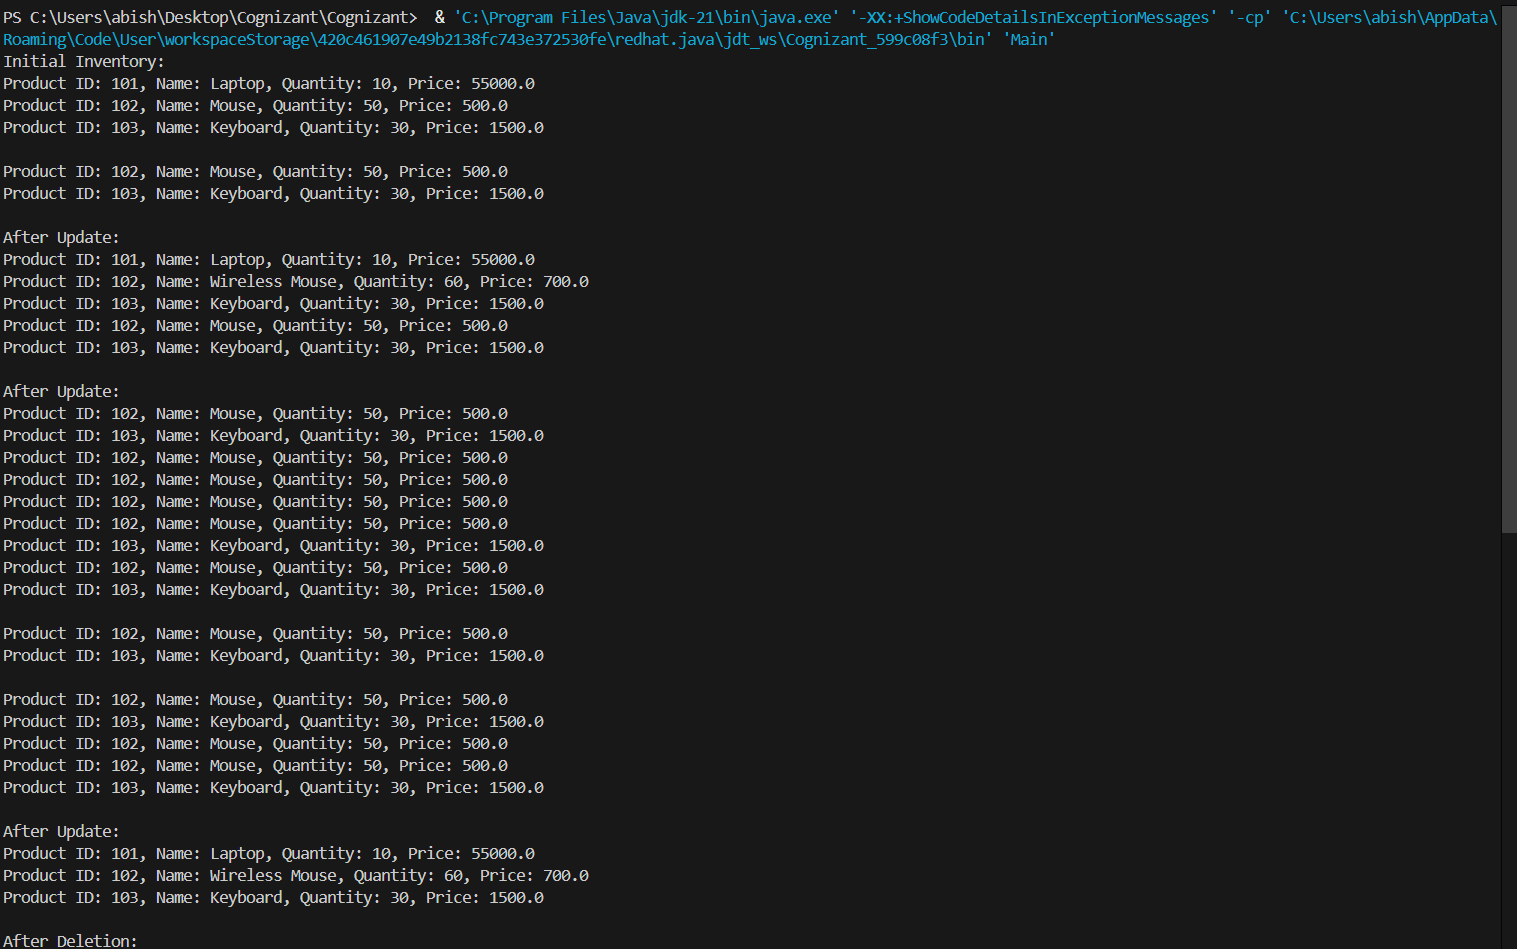 PS C:\Users\abish\Desktop\Cognizant\Cognizant>  & 'C:\Program Files\Java\jdk-21\bin\java.exe' '-XX:+ShowCodeDetailsInExceptionMessages' '-cp' 'C:\Users\abish\AppData\
Roaming\Code\User\workspaceStorage\420c461907e49b2138fc743e372530fe\redhat.java\jdt_ws\Cognizant_599c08f3\bin' 'Main'
Initial Inventory:
Product ID: 101, Name: Laptop, Quantity: 10, Price: 55000.0
Product ID: 102, Name: Mouse, Quantity: 50, Price: 500.0
Product ID: 103, Name: Keyboard, Quantity: 30, Price: 1500.0

Product ID: 102, Name: Mouse, Quantity: 50, Price: 500.0
Product ID: 103, Name: Keyboard, Quantity: 30, Price: 1500.0

After Update:
Product ID: 101, Name: Laptop, Quantity: 10, Price: 55000.0
Product ID: 102, Name: Wireless Mouse, Quantity: 60, Price: 700.0
Product ID: 103, Name: Keyboard, Quantity: 30, Price: 1500.0
Product ID: 102, Name: Mouse, Quantity: 50, Price: 500.0
Product ID: 103, Name: Keyboard, Quantity: 30, Price: 1500.0

After Update:
Product ID: 102, Name: Mouse, Quantity: 50, Price: 500.0
Product ID: 103, Name: Keyboard, Quantity: 30, Price: 1500.0
Product ID: 102, Name: Mouse, Quantity: 50, Price: 500.0
Product ID: 102, Name: Mouse, Quantity: 50, Price: 500.0
Product ID: 102, Name: Mouse, Quantity: 50, Price: 500.0
Product ID: 102, Name: Mouse, Quantity: 50, Price: 500.0
Product ID: 103, Name: Keyboard, Quantity: 30, Price: 1500.0
Product ID: 102, Name: Mouse, Quantity: 50, Price: 500.0
Product ID: 103, Name: Keyboard, Quantity: 30, Price: 1500.0

Product ID: 102, Name: Mouse, Quantity: 50, Price: 500.0
Product ID: 103, Name: Keyboard, Quantity: 30, Price: 1500.0

Product ID: 102, Name: Mouse, Quantity: 50, Price: 500.0
Product ID: 103, Name: Keyboard, Quantity: 30, Price: 1500.0
Product ID: 102, Name: Mouse, Quantity: 50, Price: 500.0
Product ID: 102, Name: Mouse, Quantity: 50, Price: 500.0
Product ID: 103, Name: Keyboard, Quantity: 30, Price: 1500.0

After Update:
Product ID: 101, Name: Laptop, Quantity: 10, Price: 55000.0
Product ID: 102, Name: Wireless Mouse, Quantity: 60, Price: 700.0
Product ID: 103, Name: Keyboard, Quantity: 30, Price: 1500.0

After Deletion: